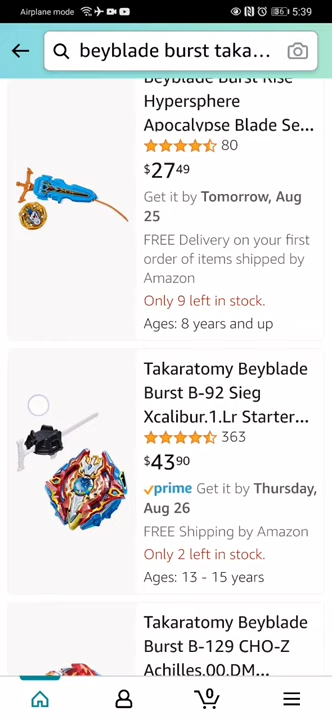 Airplane mode 86 5:39
beyblade burst taka...
Beyblade Burst Rise
Hypersphere
Apocalypse Blade Se...
80
$27 49
Get it by Tomorrow, Aug
25
FREE Delivery on your first
order of items shipped by
Amazon
Only 9 left in stock.
Ages: 8 years and up
Takaratomy Beyblade
Burst B-92 Sieg
Xcalibur.1.Lr Starter...
363
$43 90
prime Get it by Thursday,
Aug 26
FREE Shipping by Amazon
Only 2 left in stock.
Ages: 13 - 15 years
Takaratomy Beyblade
Burst B-129 CHO-Z
Achilles.00.DM...
0